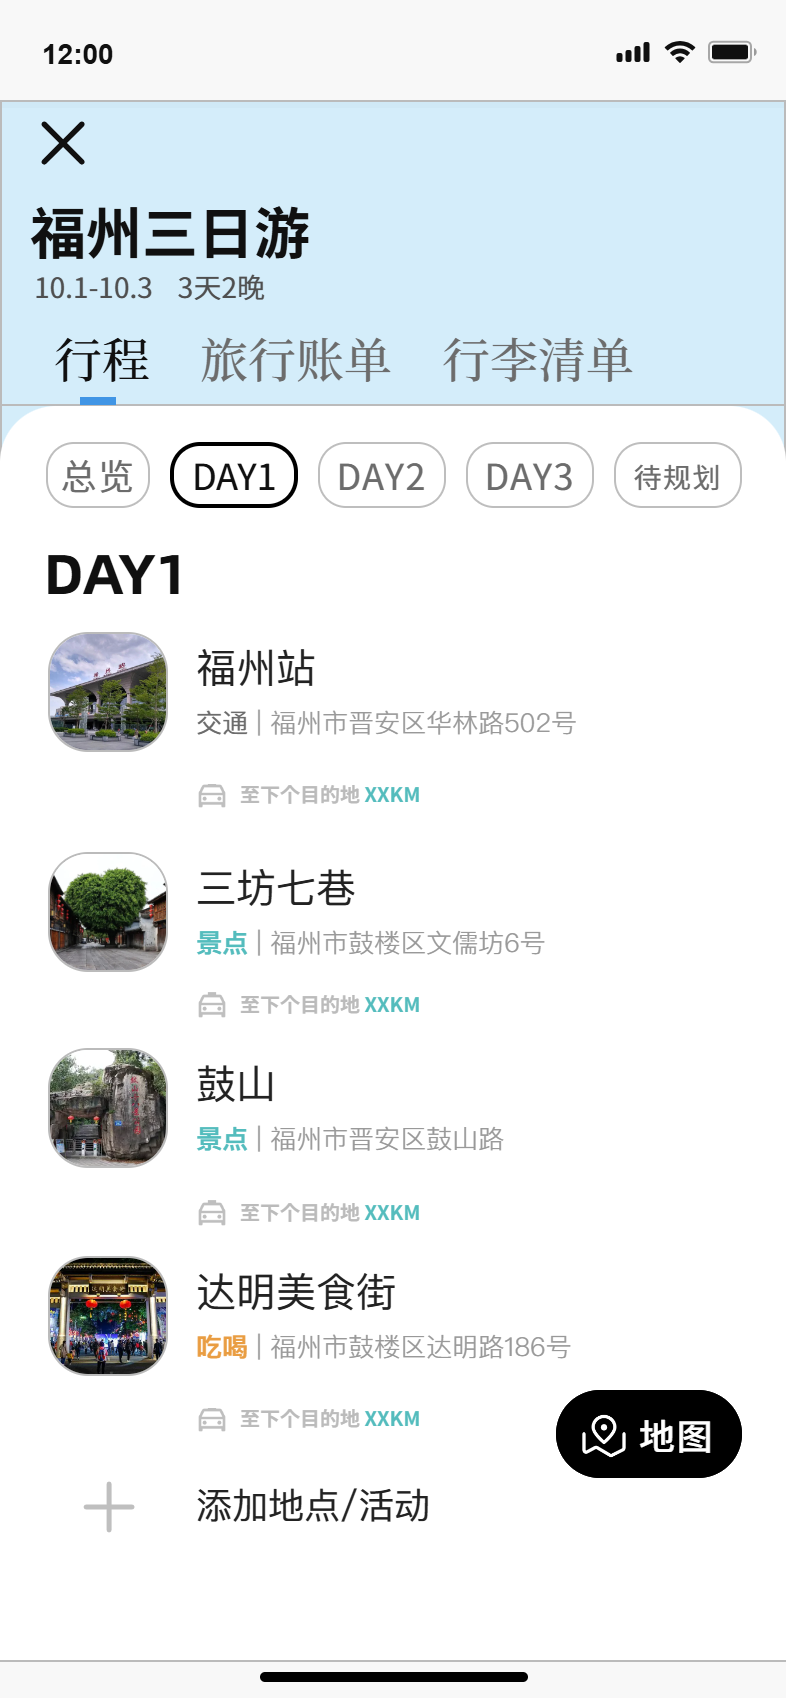 12:00
福州三日游
10.1-10.3 3天2晚
行程 旅行账单 行李清单
总览 DAY1 DAY2 DAY3 待规划
DAY1
福州站
交通 | 福州市晋安区华林路502号
至下个目的地 XXKM
三坊七巷
景点 | 福州市鼓楼区文儒坊6号
至下个目的地 XXKM
鼓山
景点 | 福州市晋安区鼓山路
至下个目的地 XXKM
达明美食街
吃喝 | 福州市鼓楼区达明路186号
至下个目的地 XXKM
地图
添加地点/活动